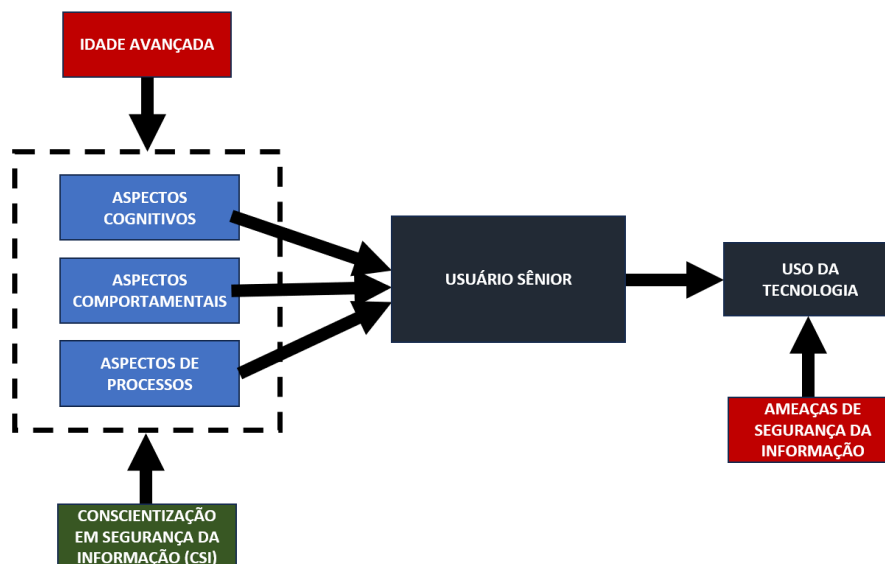 IDADE AVANÇADA
ASPECTOS
COGNITIVOS
ASPECTOS
COMPORTAMENTAIS
ASPECTOS DE
PROCESSOS
CONSCIENTIZAÇÃO
EM SEGURANÇA DA
INFORMAÇÃO (CSI)
USUÁRIO SÊNIOR
USO DA
TECNOLOGIA
AMEAÇAS DE
SEGURANÇA DA
INFORMAÇÃO